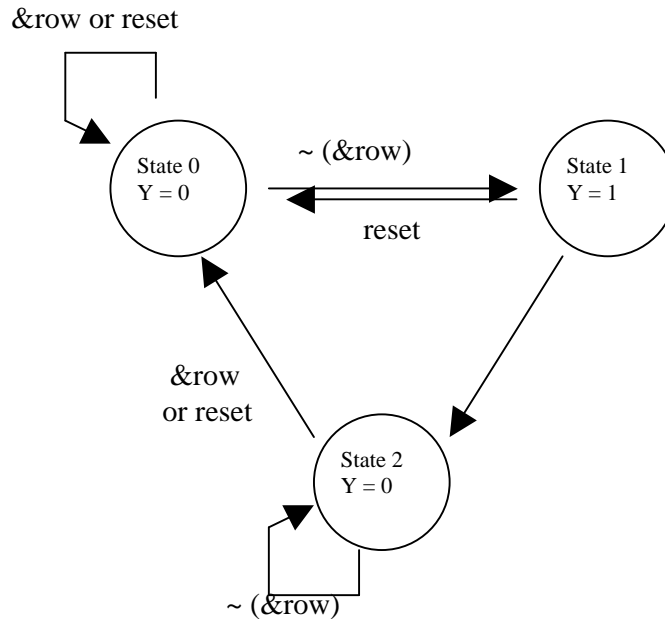 &row or reset
~ (&row)
State 0
Y = 0
State 1
Y = 1
reset
&row
or reset
State 2
Y = 0
~ (&row)